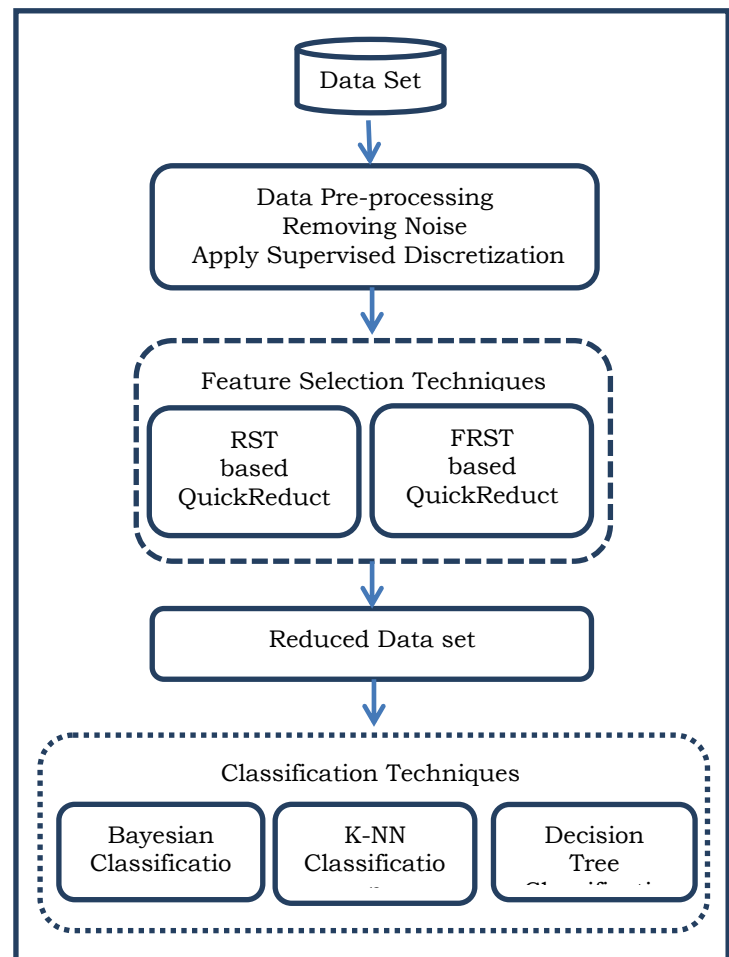 Data Set
Data Pre-processing
Removing Noise
Apply Supervised Discretization
Feature Selection Techniques
RST
based
QuickReduct
FRST
based
QuickReduct
Reduced Data set
Classification Techniques
Bayesian
Classificatio
K-NN
Classificatio
Decision
Tree